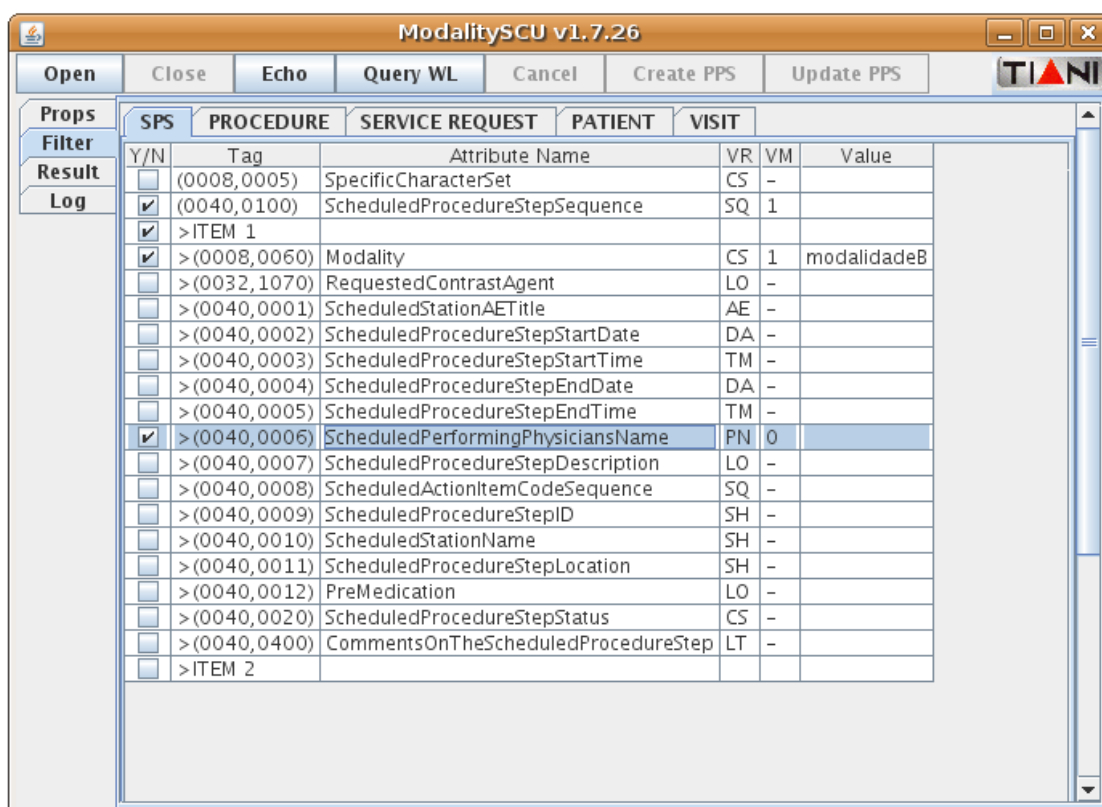 ModalitySCU v1.7.26
Open Close Echo Query WL Cancel Create PPS Update PPS TIANI
Props
Filter
Result
Log
SPS PROCEDURE SERVICE REQUEST PATIENT VISIT
Y/N Tag Attribute Name VR VM Value
(0008,0005) SpecificCharacterSet CS -
(0040,0100) ScheduledProcedureStepSequence SQ 1
>ITEM 1
>(0008,0060) Modality CS 1 modalidadeB
>(0032,1070) RequestedContrastAgent LO -
>(0040,0001) ScheduledStationAETitle AE -
>(0040,0002) ScheduledProcedureStepStartDate DA -
>(0040,0003) ScheduledProcedureStepStartTime TM -
>(0040,0004) ScheduledProcedureStepEndDate DA -
>(0040,0005) ScheduledProcedureStepEndTime TM -
>(0040,0006) ScheduledPerformingPhysiciansName PN 0
>(0040,0007) ScheduledProcedureStepDescription LO -
>(0040,0008) ScheduledActionItemCodeSequence SQ -
>(0040,0009) ScheduledProcedureStepID SH -
>(0040,0010) ScheduledStationName SH -
>(0040,0011) ScheduledProcedureStepLocation SH -
>(0040,0012) PreMedication LO -
>(0040,0020) ScheduledProcedureStepStatus CS -
>(0040,0400) CommentsOnTheScheduledProcedureStep LT -
>ITEM 2